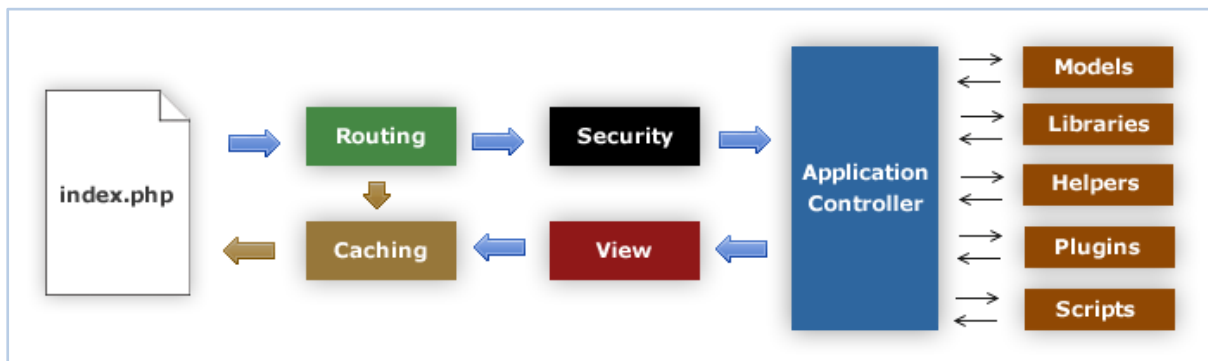 index.php
Routing
Security
Caching
View
Application
Controller
Models
Libraries
Helpers
Plugins
Scripts